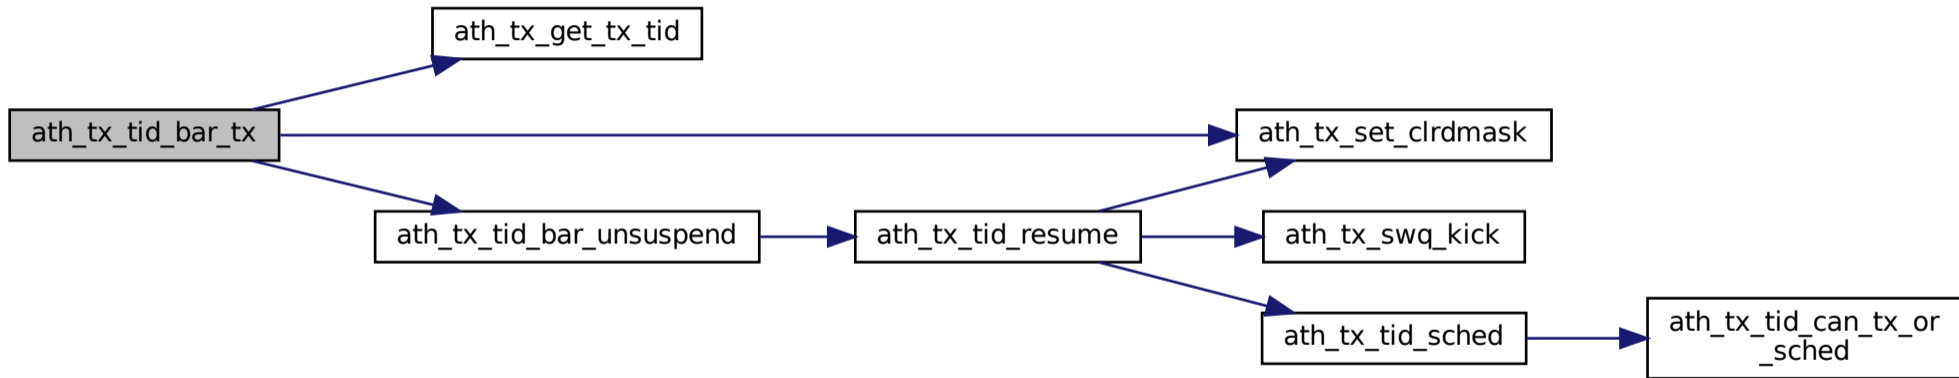 ath_tx_get_tx_tid
ath_tx_tid_bar_tx
ath_tx_set_clrdmask
ath_tx_tid_bar_unsuspend
ath_tx_tid_resume
ath_tx_swq_kick
ath_tx_tid_sched
ath_tx_tid_can_tx_or
_sched